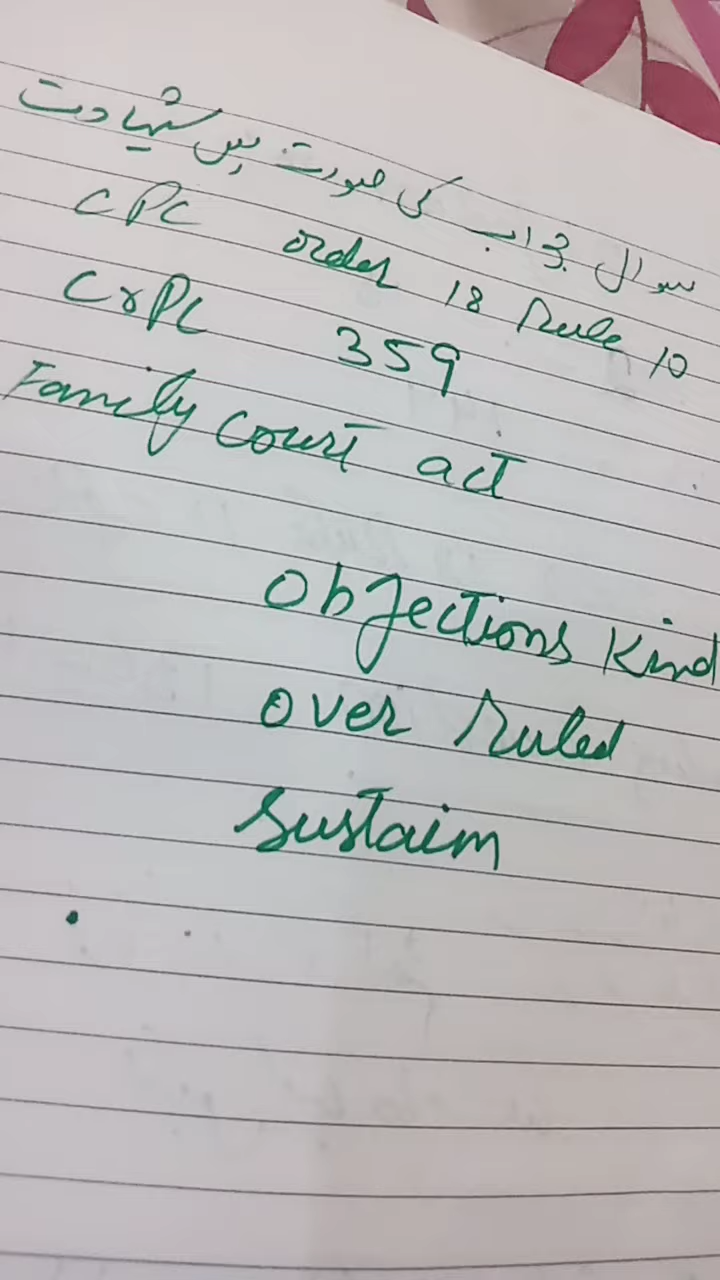 سوال جواب کی صورت میں شہادت
CPC order 18 Rule 10
CrPC 359
Family court act
Objections kind
over ruled
sustaim